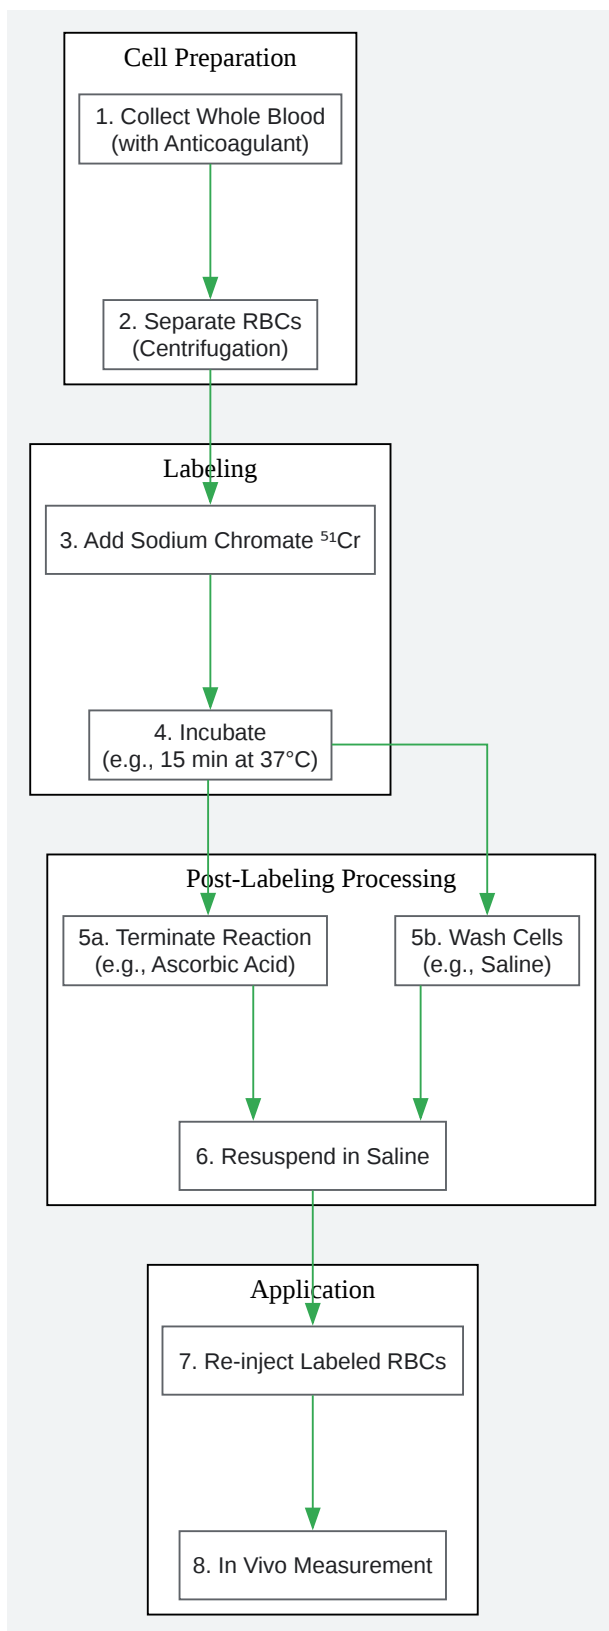 Cell Preparation
1. Collect Whole Blood
(with Anticoagulant)
2. Separate RBCs
(Centrifugation)
Labeling
3. Add Sodium Chromate ⁵¹Cr
4. Incubate
(e.g., 15 min at 37°C)
Post-Labeling Processing
5a. Terminate Reaction
(e.g., Ascorbic Acid)
5b. Wash Cells
(e.g., Saline)
6. Resuspend in Saline
Application
7. Re-inject Labeled RBCs
8. In Vivo Measurement